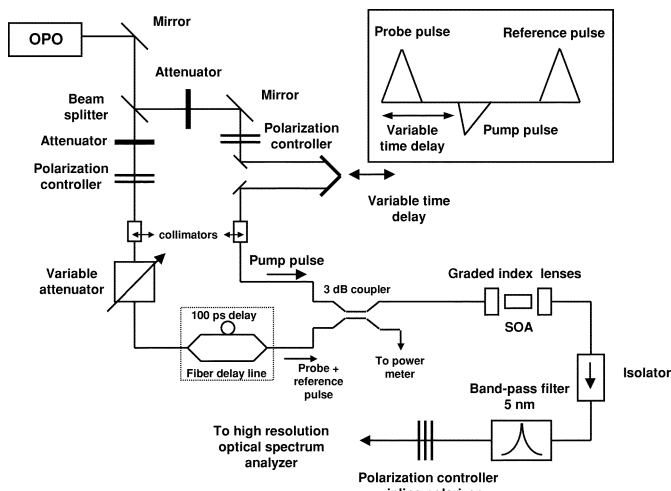 OPO
Mirror
Attenuator
Beam
splitter
Mirror
Attenuator
Polarization
controller
Polarization
controller
Variable time
delay
Probe pulse
Reference pulse
Variable
time delay
Pump pulse
collimators
Variable
attenuator
Pump pulse
3 dB coupler
Graded index lenses
SOA
100 ps delay
Fiber delay line
Probe +
reference
pulse
To power
meter
Isolator
Band-pass filter
5 nm
To high resolution
optical spectrum
analyzer
Polarization controller